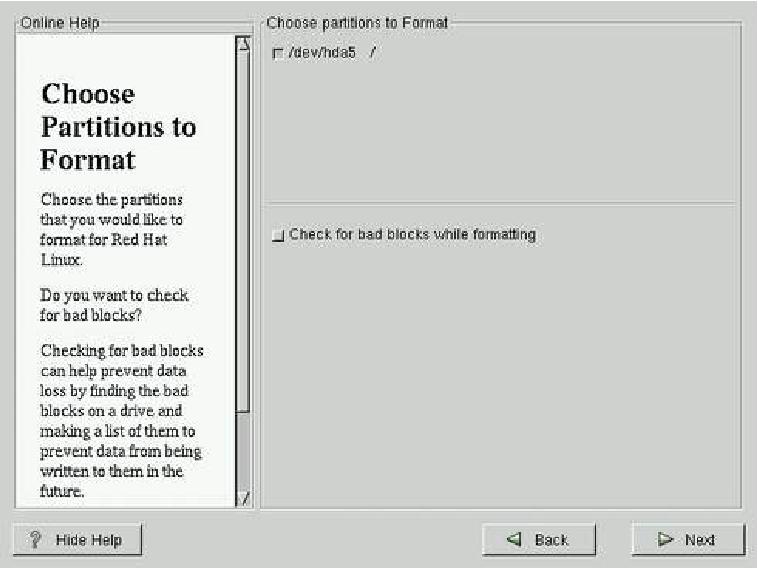 Online Help
Choose
Partitions to
Format
Choose the partitions
that you would like to
format for Red Hat
Linux.
Do you want to check
for bad blocks?
Checking for bad blocks
can help prevent data
loss by finding the bad
blocks on a drive and
making a list of them to
prevent data from being
written to them in the
future.
Choose partitions to Format
/dev/hda5 /
Check for bad blocks while formatting
Hide Help
Back
Next